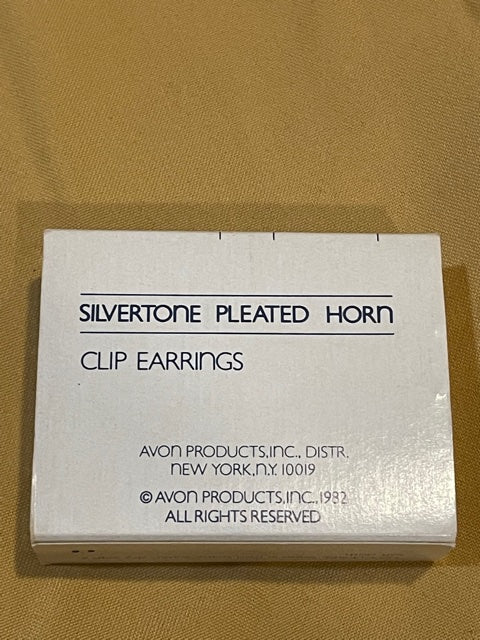 SILVERTONE PLEATED HORN
CLIP EARRINGS
AVON PRODUCTS,INC., DISTR.
NEW YORK,N.Y. 10019
© AVON PRODUCTS,INC.,1982
ALL RIGHTS RESERVED